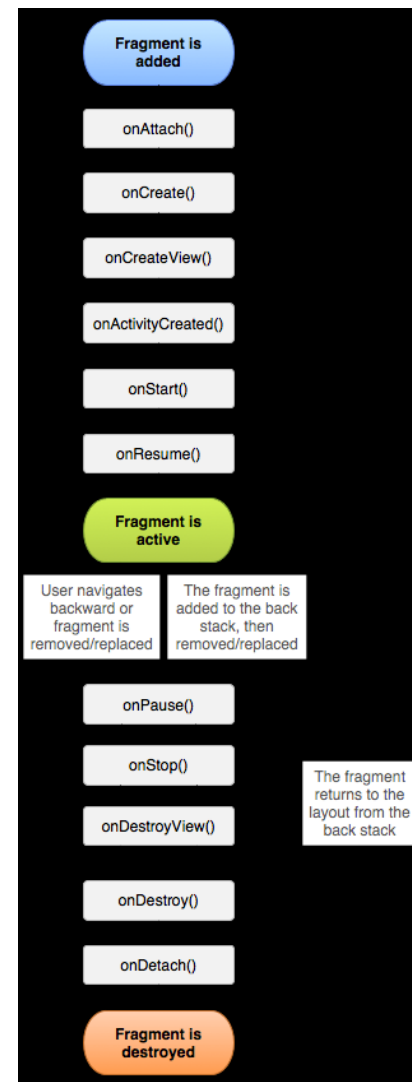 Fragment is
added
onAttach()
onCreate()
onCreateView()
onActivityCreated()
onStart()
onResume()
Fragment is
active
User navigates
backward or
fragment is
removed/replaced
The fragment is
added to the back
stack, then
removed/replaced
onPause()
onStop()
The fragment
returns to the
layout from the
back stack
onDestroyView()
onDestroy()
onDetach()
Fragment is
destroyed